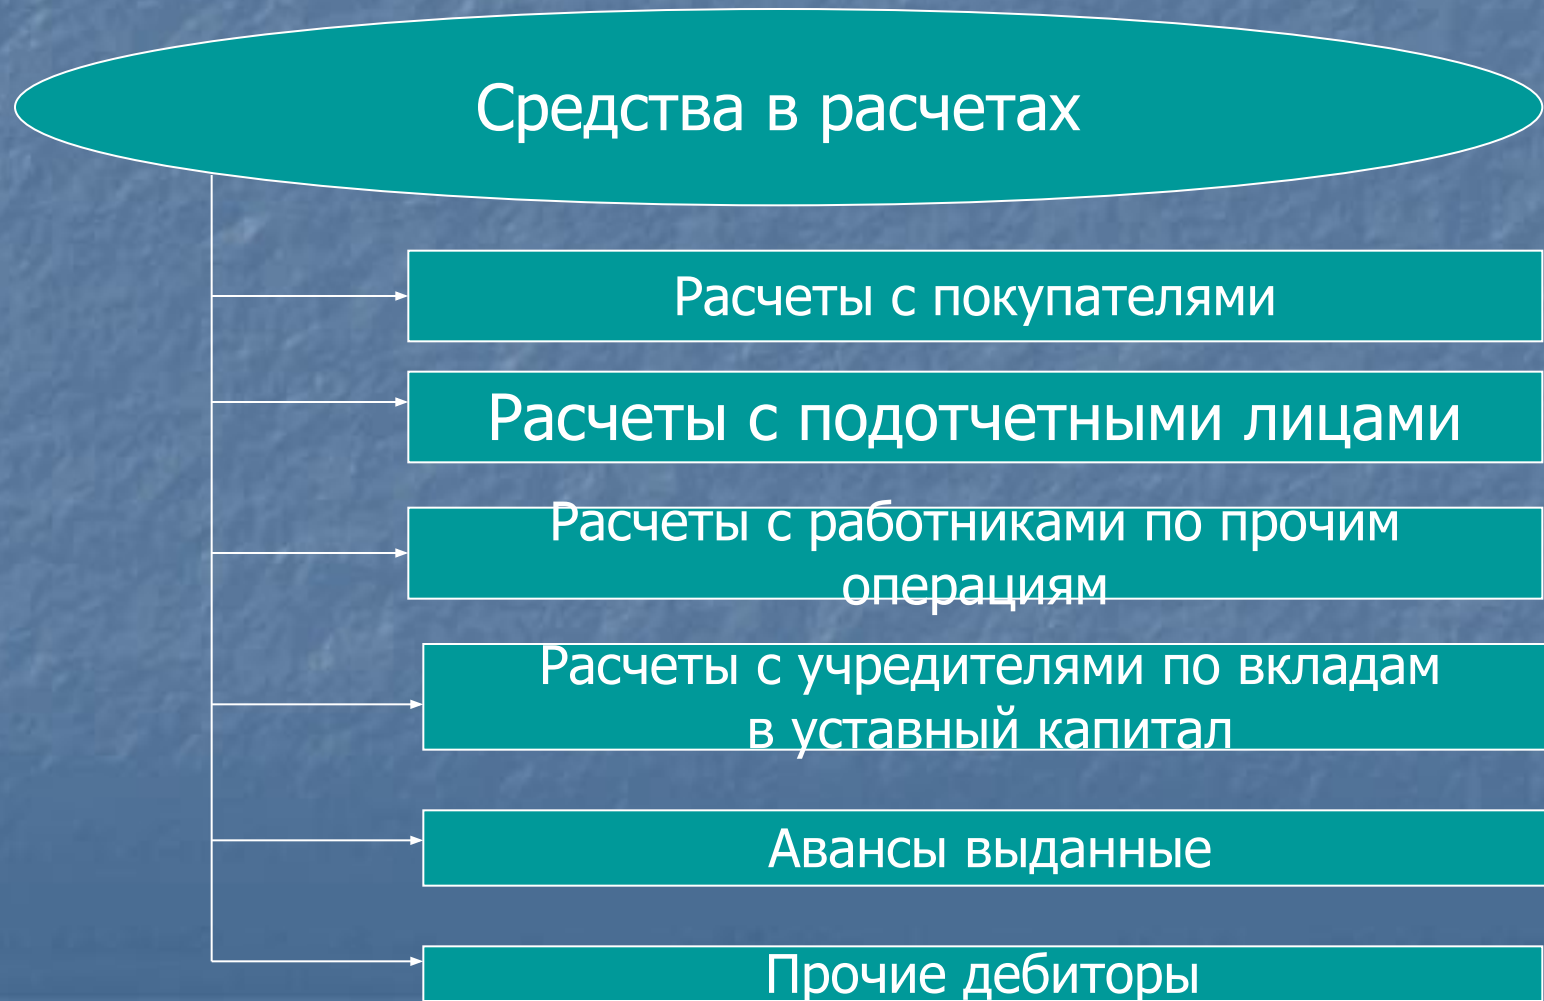 Средства в расчетах
Расчеты с покупателями
Расчеты с подотчетными лицами
Расчеты с работниками по прочим
операциям
Расчеты с учредителями по вкладам
в уставный капитал
Авансы выданные
Прочие дебиторы